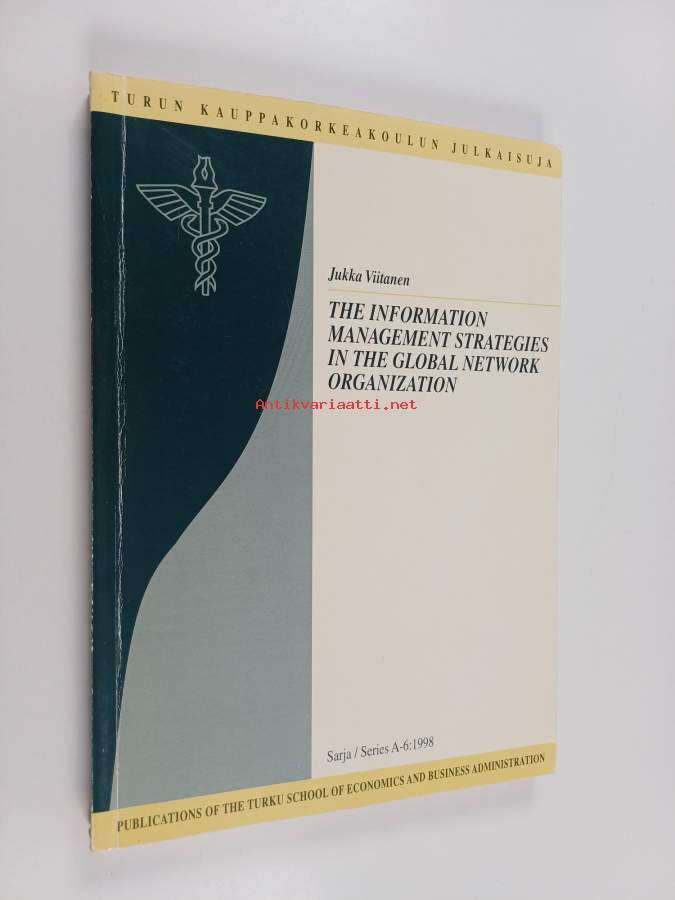 TURUN KAUPPAKORKEAKOULUN JULKAISUJA
Jukka Viitanen
THE INFORMATION
MANAGEMENT STRATEGIES
IN THE GLOBAL NETWORK
ORGANIZATION
Antikvariaatti.net
Sarja / Series A-6:1998
PUBLICATIONS OF THE TURKU SCHOOL OF ECONOMICS AND BUSINESS ADMINISTRATION